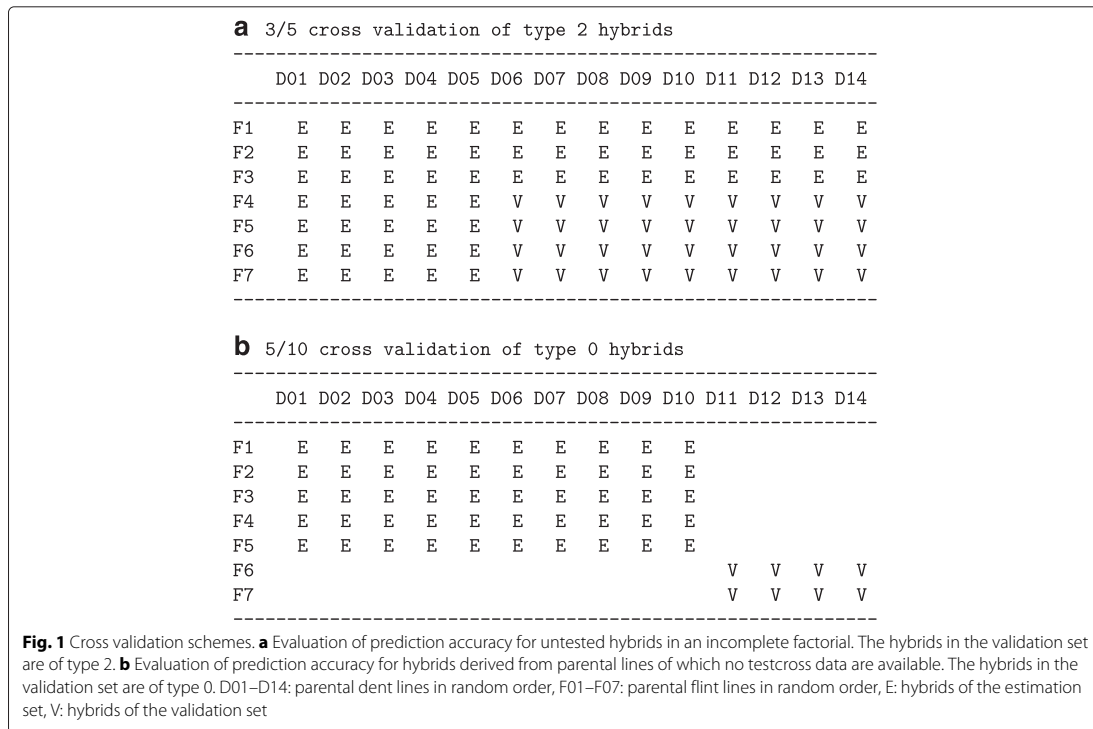 a 3/5 cross validation of type 2 hybrids
----------------------------------------------------------------------
D01 D02 D03 D04 D05 D06 D07 D08 D09 D10 D11 D12 D13 D14
----------------------------------------------------------------------
F1 E E E E E E E E E E E E E E
F2 E E E E E E E E E E E E E E
F3 E E E E E E E E E E E E E E
F4 E E E E E V V V V V V V V V
F5 E E E E E V V V V V V V V V
F6 E E E E E V V V V V V V V V
F7 E E E E E V V V V V V V V V
----------------------------------------------------------------------
b 5/10 cross validation of type 0 hybrids
----------------------------------------------------------------------
D01 D02 D03 D04 D05 D06 D07 D08 D09 D10 D11 D12 D13 D14
----------------------------------------------------------------------
F1 E E E E E E E E E E
F2 E E E E E E E E E E
F3 E E E E E E E E E E
F4 E E E E E E E E E E
F5 E E E E E E E E E E
F6 V V V V
F7 V V V V
----------------------------------------------------------------------
Fig. 1 Cross validation schemes. a Evaluation of prediction accuracy for untested hybrids in an incomplete factorial. The hybrids in the validation set
are of type 2. b Evaluation of prediction accuracy for hybrids derived from parental lines of which no testcross data are available. The hybrids in the
validation set are of type 0. D01–D14: parental dent lines in random order, F01–F07: parental flint lines in random order, E: hybrids of the estimation
set, V: hybrids of the validation set